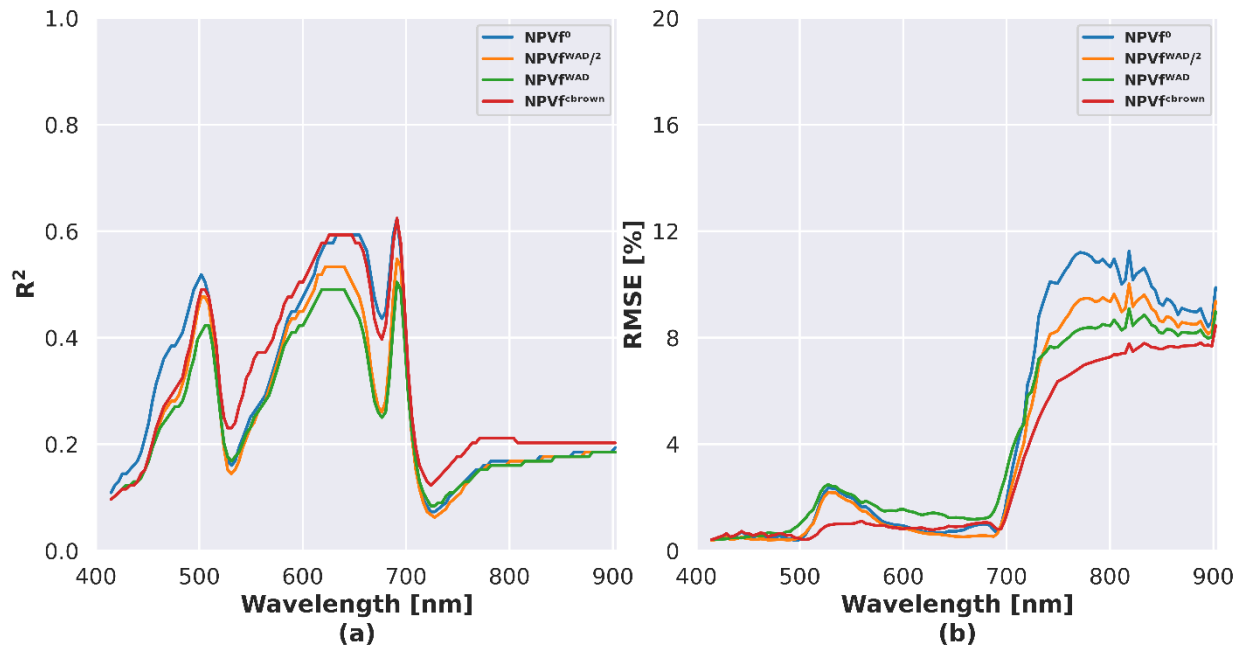 1.0
0.8
0.6
0.4
0.2
0.0
R²
NPVf⁰
NPVfᵂᴬᴰ/²
NPVfᵂᴬᴰ
NPVfᶜᵇʳᵒʷⁿ
400 500 600 700 800 900
Wavelength [nm]
(a)
20
16
12
8
4
0
RMSE [%]
NPVf⁰
NPVfᵂᴬᴰ/²
NPVfᵂᴬᴰ
NPVfᶜᵇʳᵒʷⁿ
400 500 600 700 800 900
Wavelength [nm]
(b)